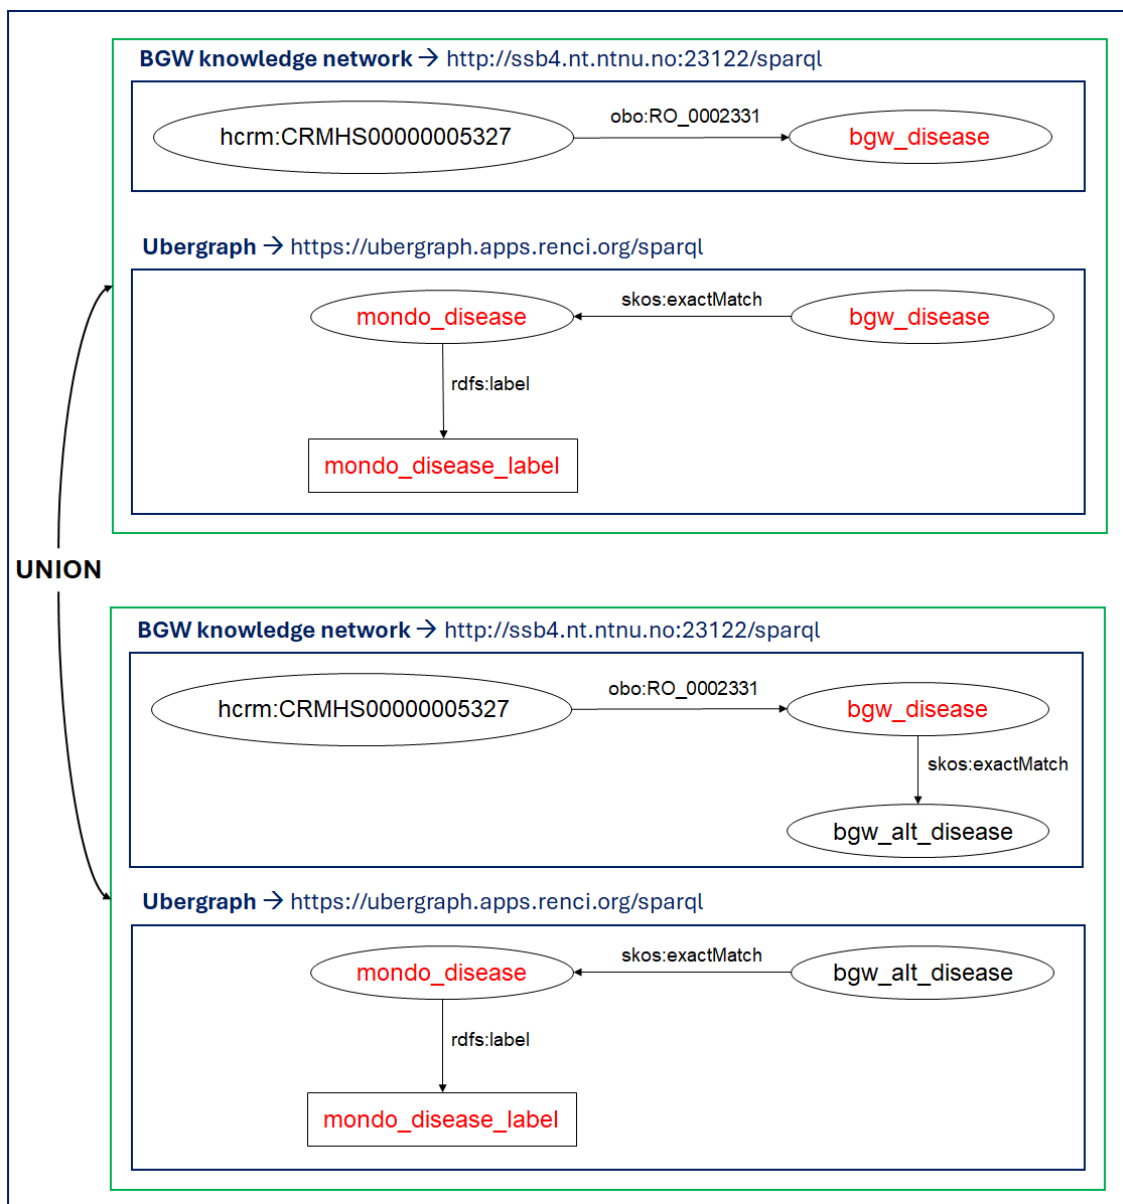 BGW knowledge network → http://ssb4.nt.ntnu.no:23122/sparql
hcrm:CRMHS00000005327
obo:RO_0002331
bgw_disease
Ubergraph → https://ubergraph.apps.renci.org/sparql
mondo_disease
skos:exactMatch
bgw_disease
rdfs:label
mondo_disease_label
UNION
BGW knowledge network → http://ssb4.nt.ntnu.no:23122/sparql
hcrm:CRMHS00000005327
obo:RO_0002331
bgw_disease
skos:exactMatch
bgw_alt_disease
Ubergraph → https://ubergraph.apps.renci.org/sparql
mondo_disease
skos:exactMatch
bgw_alt_disease
rdfs:label
mondo_disease_label